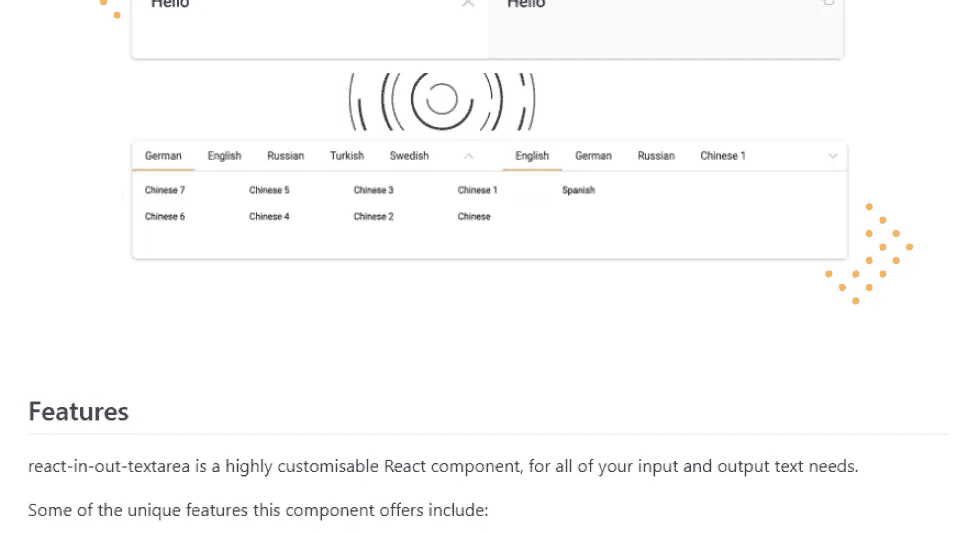 Hello Hello
German English Russian Turkish Swedish English German Russian Chinese 1
Chinese 7 Chinese 5 Chinese 3 Chinese 1 Spanish
Chinese 6 Chinese 4 Chinese 2 Chinese
Features
react-in-out-textarea is a highly customisable React component, for all of your input and output text needs.
Some of the unique features this component offers include: